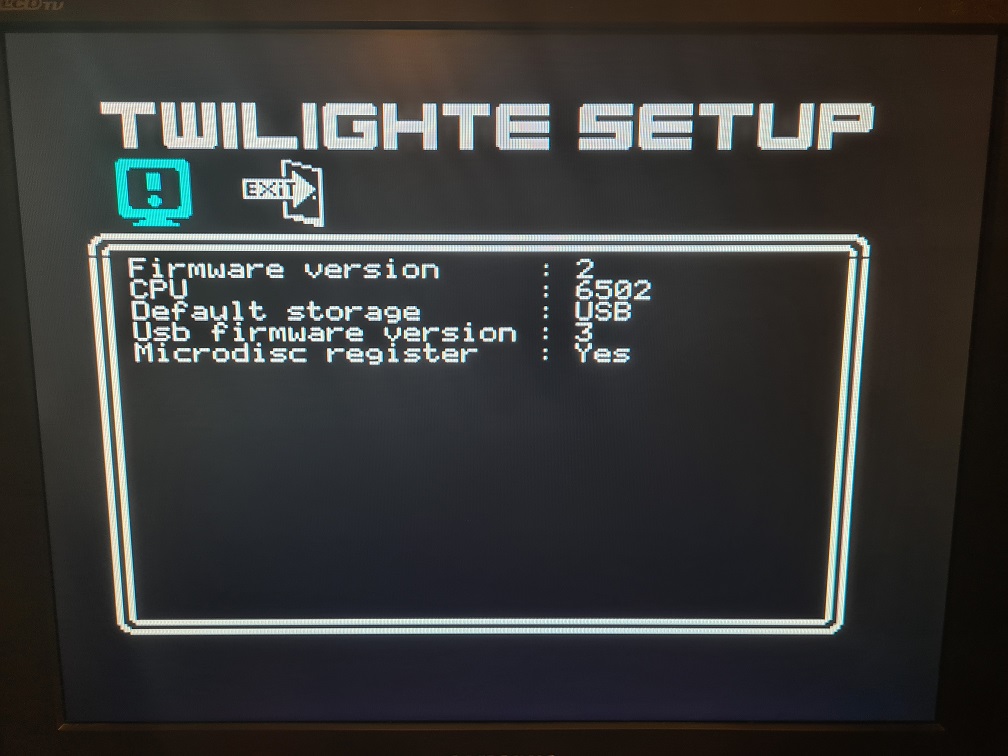 TWILIGHTE SETUP
EXIT
Firmware version : 2
CPU : 6502
Default storage : USB
Usb firmware version : 3
Microdisc register : Yes